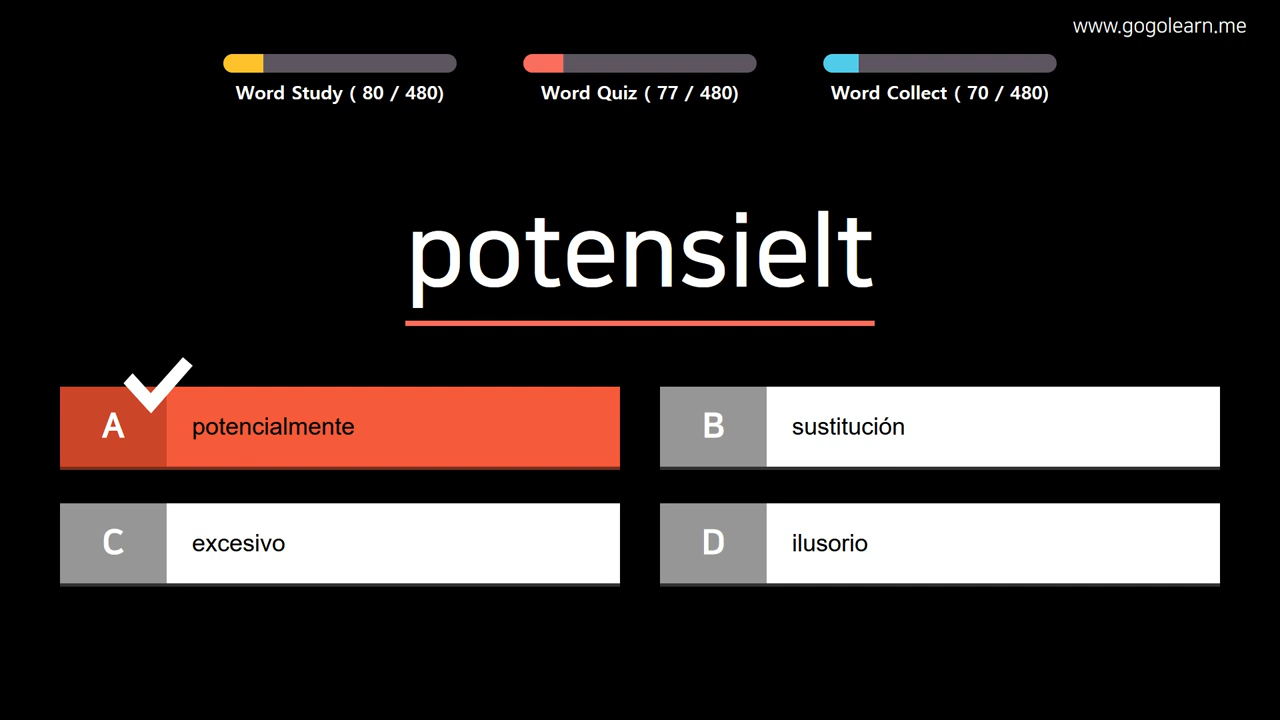 www.gogolearn.me
Word Study ( 80 / 480)
Word Quiz ( 77 / 480)
Word Collect ( 70 / 480)
potensielt
A potencialmente
B sustitución
C excesivo
D ilusorio